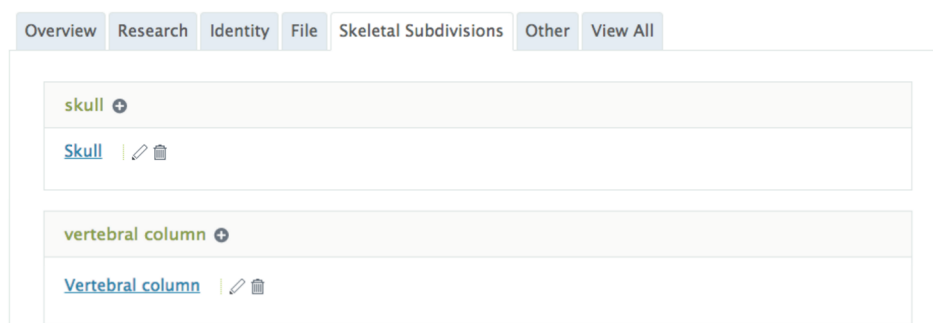 Overview Research Identity File Skeletal Subdivisions Other View All
skull
Skull
vertebral column
Vertebral column